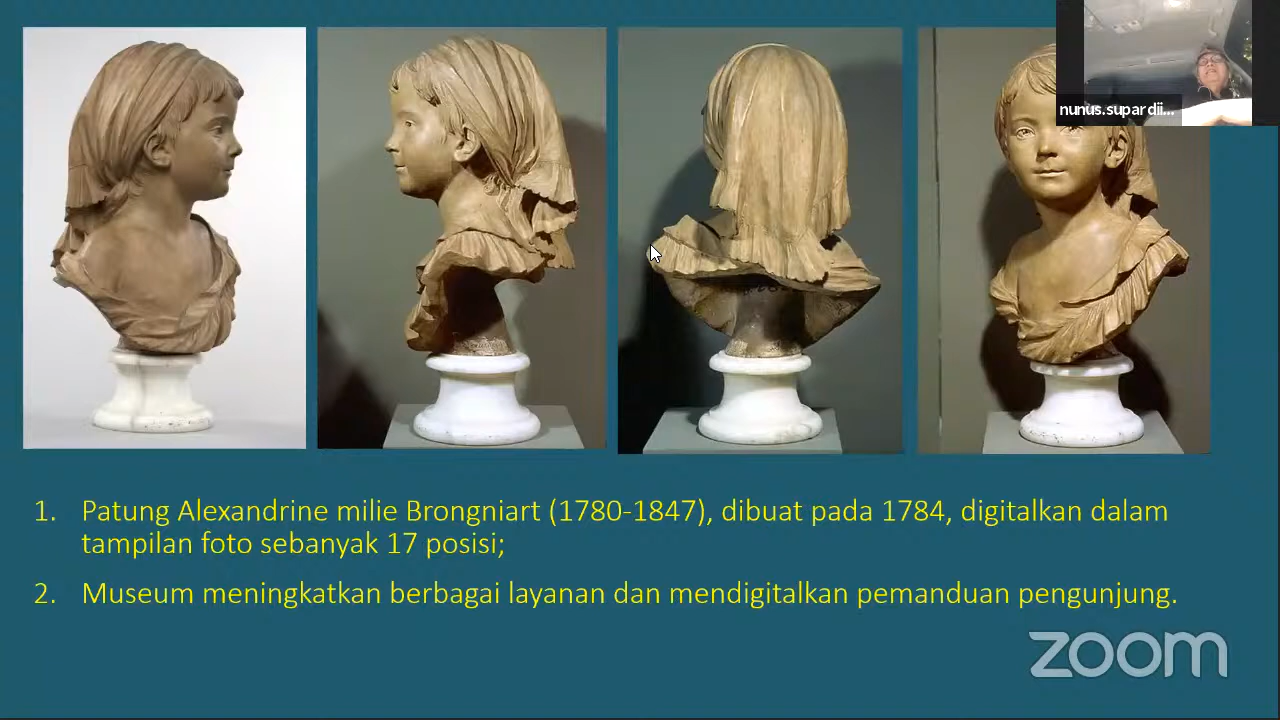 nunus.supardii...
1. Patung Alexandrine milie Brongniart (1780-1847), dibuat pada 1784, digitalkan dalam
tampilan foto sebanyak 17 posisi;
2. Museum meningkatkan berbagai layanan dan mendigitalkan pemanduan pengunjung.
zoom